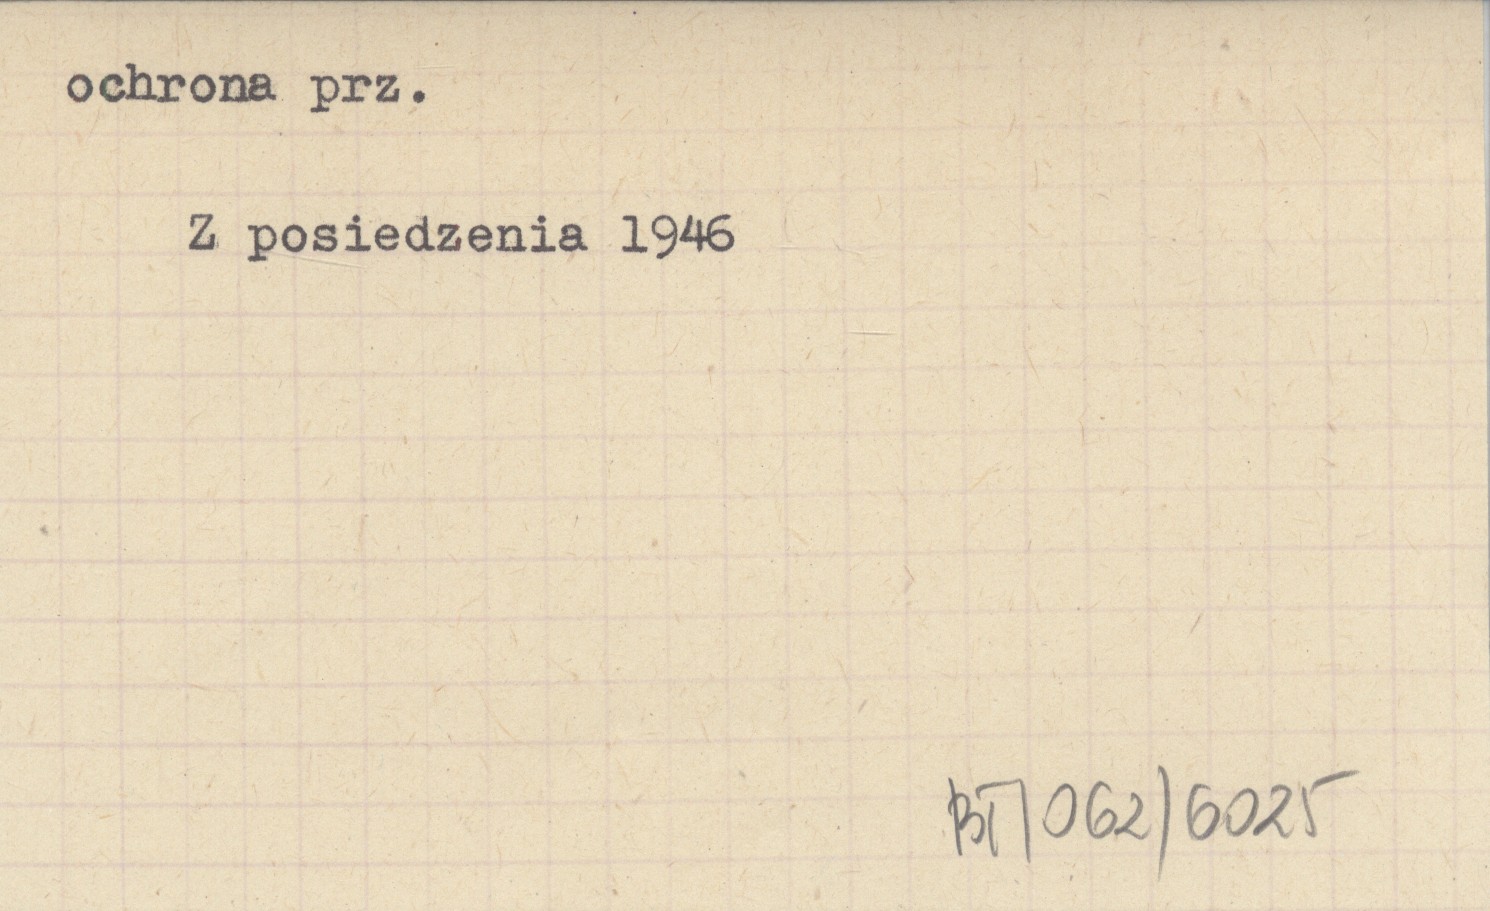 ochrona prz.
Z posiedzenia 1946
BT/062/6025